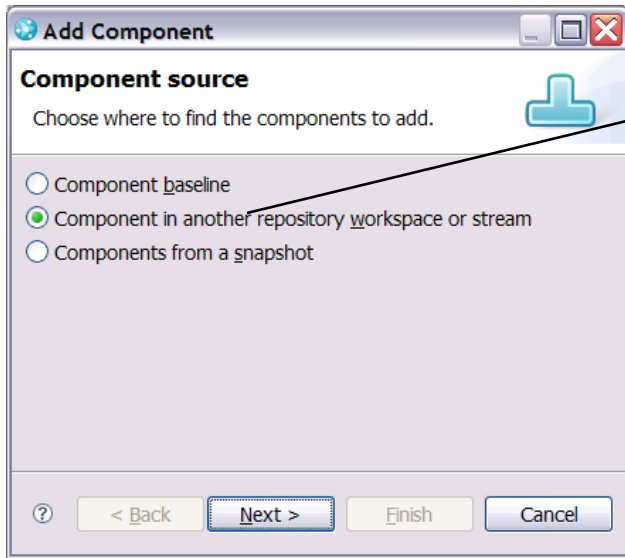 Add Component
Component source
Choose where to find the components to add.
Component baseline
Component in another repository workspace or stream
Components from a snapshot
? < Back Next > Finish Cancel